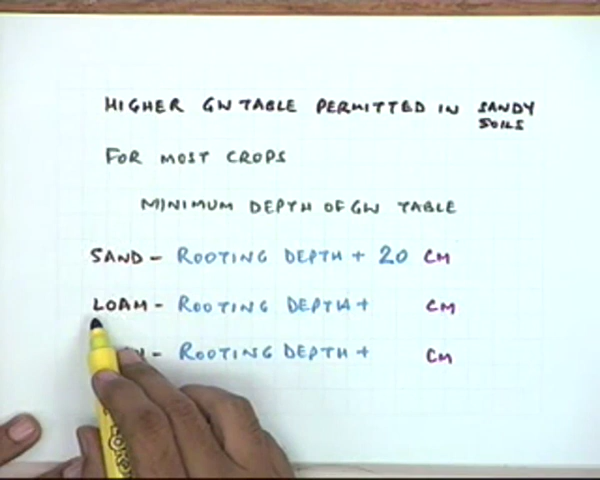 HIGHER GW TABLE PERMITTED IN SANDY
SOILS
FOR MOST CROPS
MINIMUM DEPTH OF GW TABLE
SAND - ROOTING DEPTH + 20 CM
LOAM - ROOTING DEPTH + CM
- ROOTING DEPTH + CM